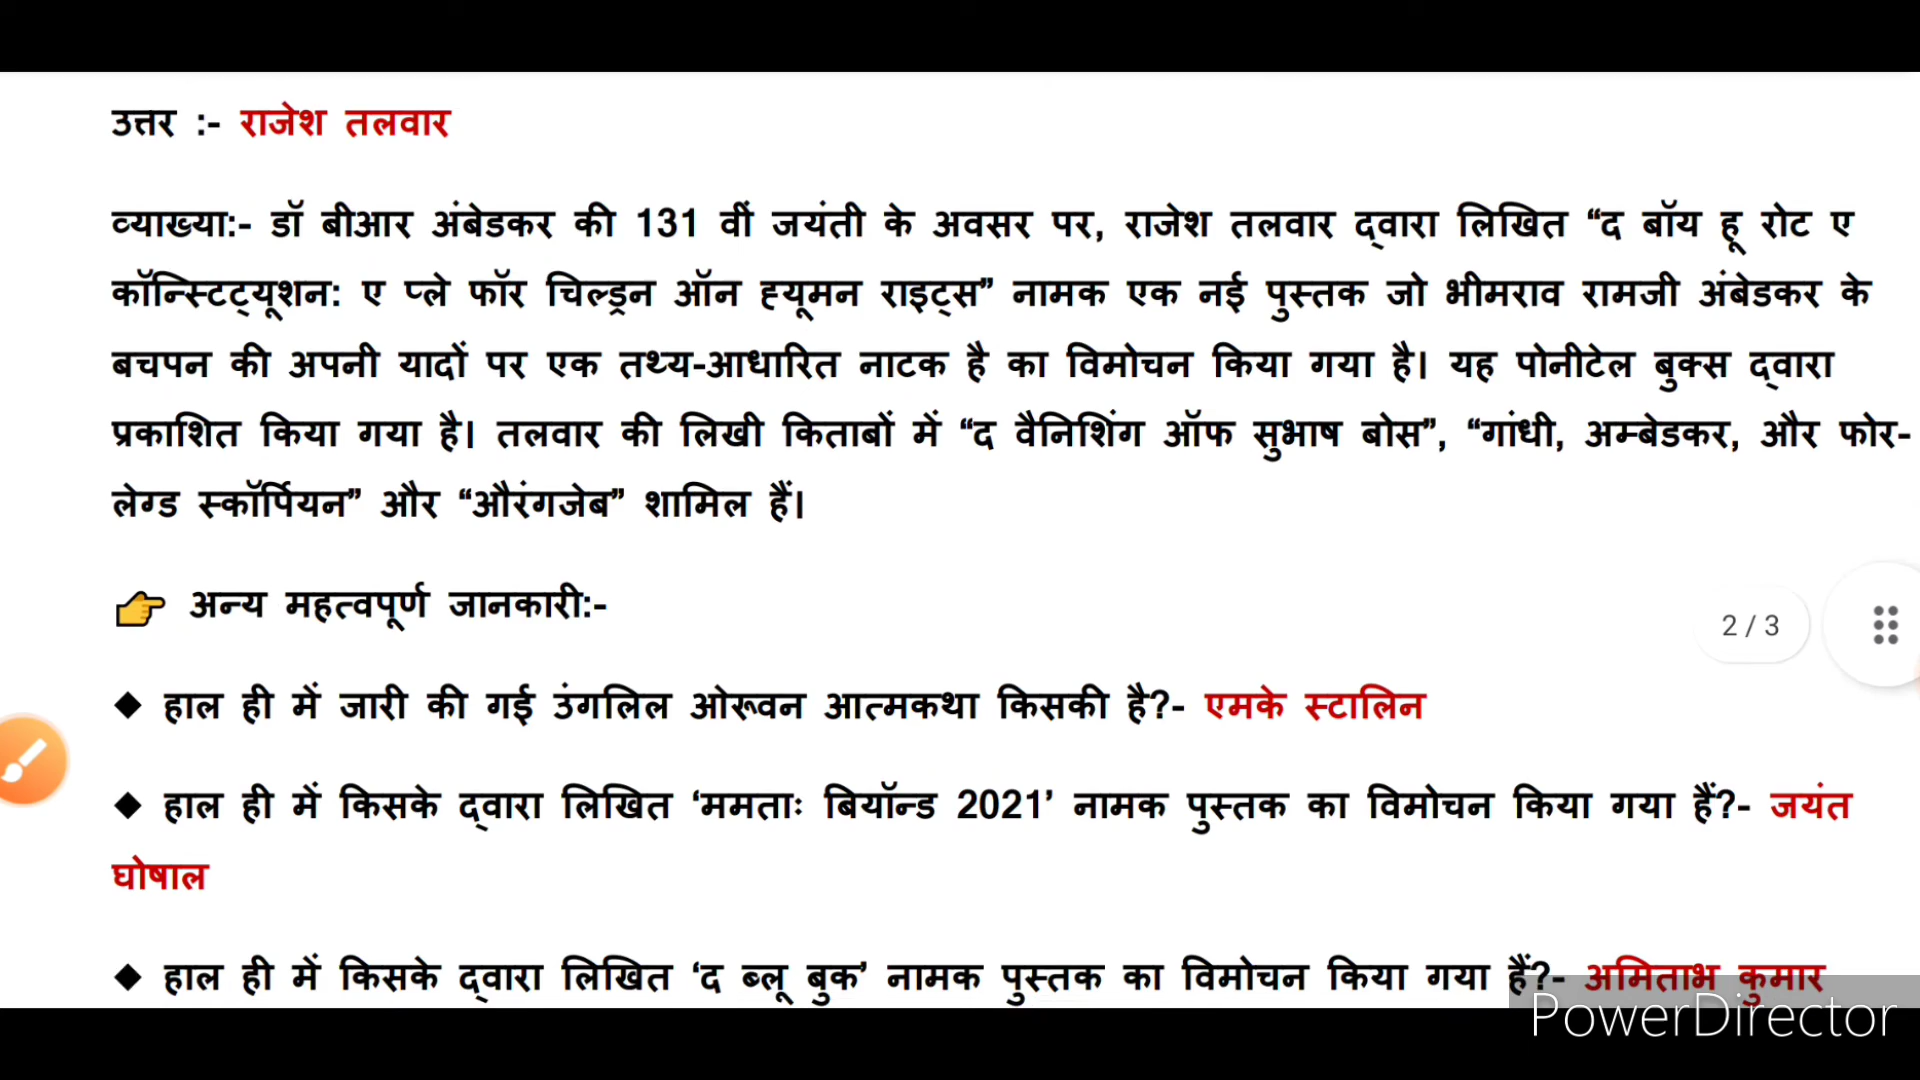 उत्तर :- राजेश तलवार
व्याख्या:- डॉ बीआर अंबेडकर की 131 वीं जयंती के अवसर पर, राजेश तलवार द्वारा लिखित “द बॉय हू रोट ए
कॉन्स्टिट्यूशन: ए प्ले फॉर चिल्ड्रन ऑन ह्यूमन राइट्स” नामक एक नई पुस्तक जो भीमराव रामजी अंबेडकर के
बचपन की अपनी यादों पर एक तथ्य-आधारित नाटक है का विमोचन किया गया है। यह पोनीटेल बुक्स द्वारा
प्रकाशित किया गया है। तलवार की लिखी किताबों में “द वैनिशिंग ऑफ सुभाष बोस”, “गांधी, अम्बेडकर, और फोर-
लेग्ड स्कॉर्पियन” और “औरंगजेब” शामिल हैं।
👉 अन्य महत्वपूर्ण जानकारी:-
2 / 3
◆ हाल ही में जारी की गई उंगलिल ओरूवन आत्मकथा किसकी है?- एमके स्टालिन
◆ हाल ही में किसके द्वारा लिखित ‘ममताः बियॉन्ड 2021’ नामक पुस्तक का विमोचन किया गया हैं?- जयंत
घोषाल
◆ हाल ही में किसके द्वारा लिखित ‘द ब्लू बुक’ नामक पुस्तक का विमोचन किया गया हैं?- अमिताभ कुमार
PowerDirector